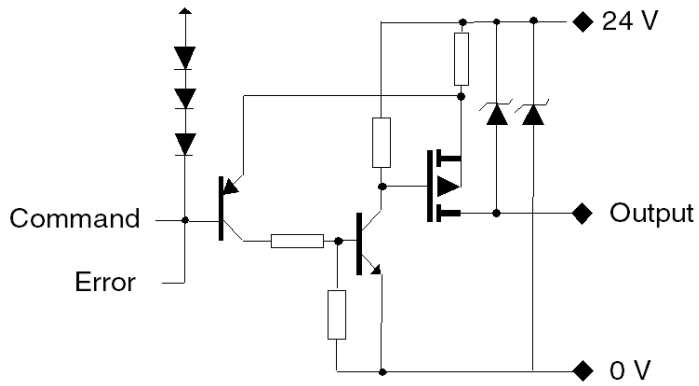 24 V
Command
Output
Error
0 V